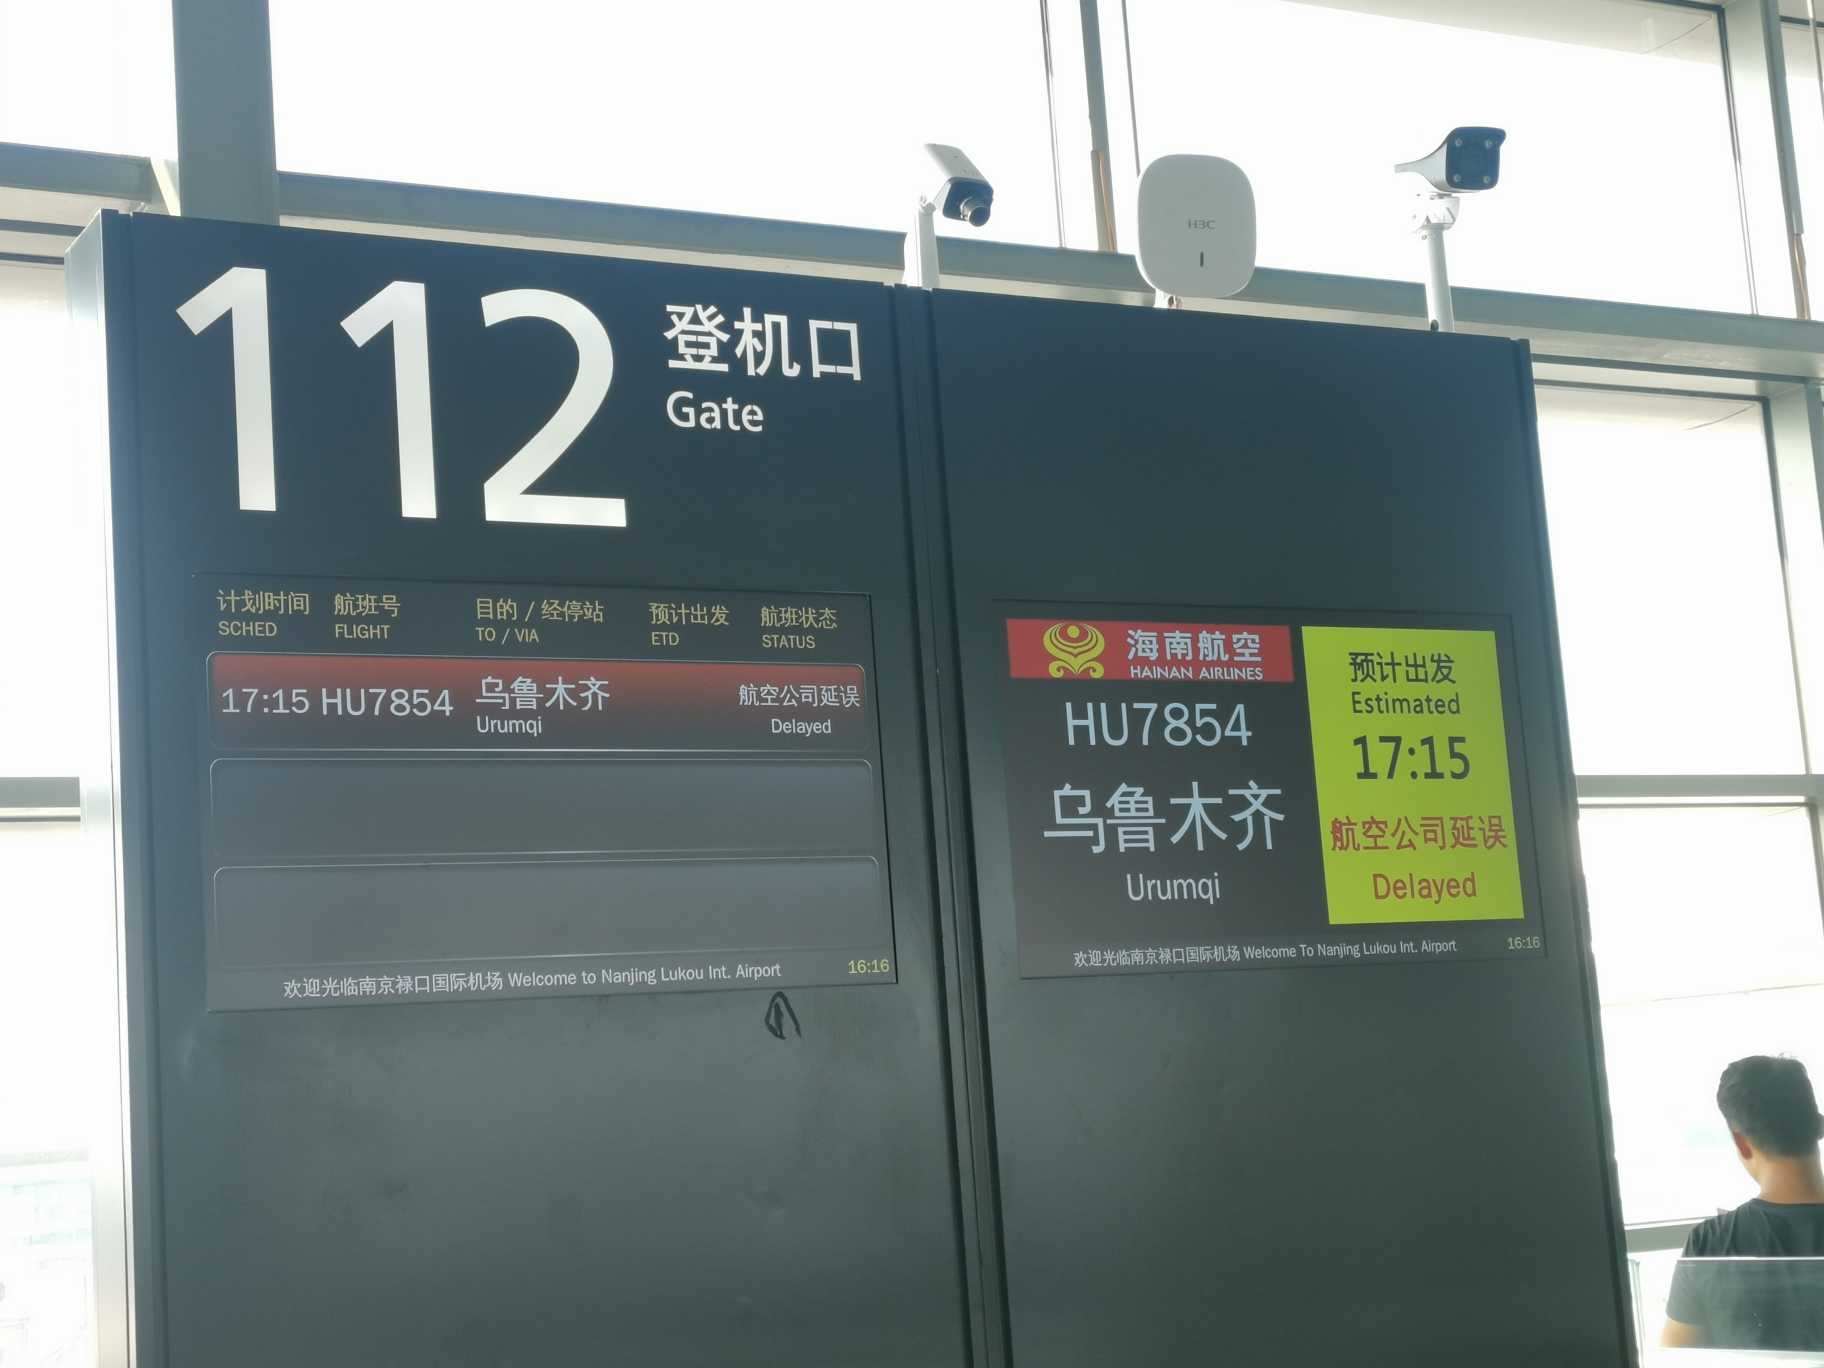 112 登机口
Gate
计划时间 航班号 目的 / 经停站 预计出发 航班状态
SCHED FLIGHT TO / VIA ETD STATUS
17:15 HU7854 乌鲁木齐 航空公司延误
Urumqi Delayed
欢迎光临南京禄口国际机场 Welcome to Nanjing Lukou Int. Airport 16:16
H3C
海南航空
HAINAN AIRLINES
HU7854
乌鲁木齐
Urumqi
预计出发
Estimated
17:15
航空公司延误
Delayed
欢迎光临南京禄口国际机场 Welcome To Nanjing Lukou Int. Airport 16:16